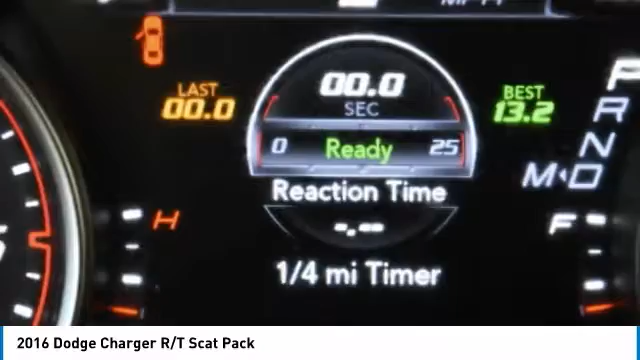 LAST
00.0
00.0
SEC
BEST
13.2
0
Ready
25
Reaction Time
-.--
1/4 mi Timer
H
F
P
R
N
M◂D
2016 Dodge Charger R/T Scat Pack